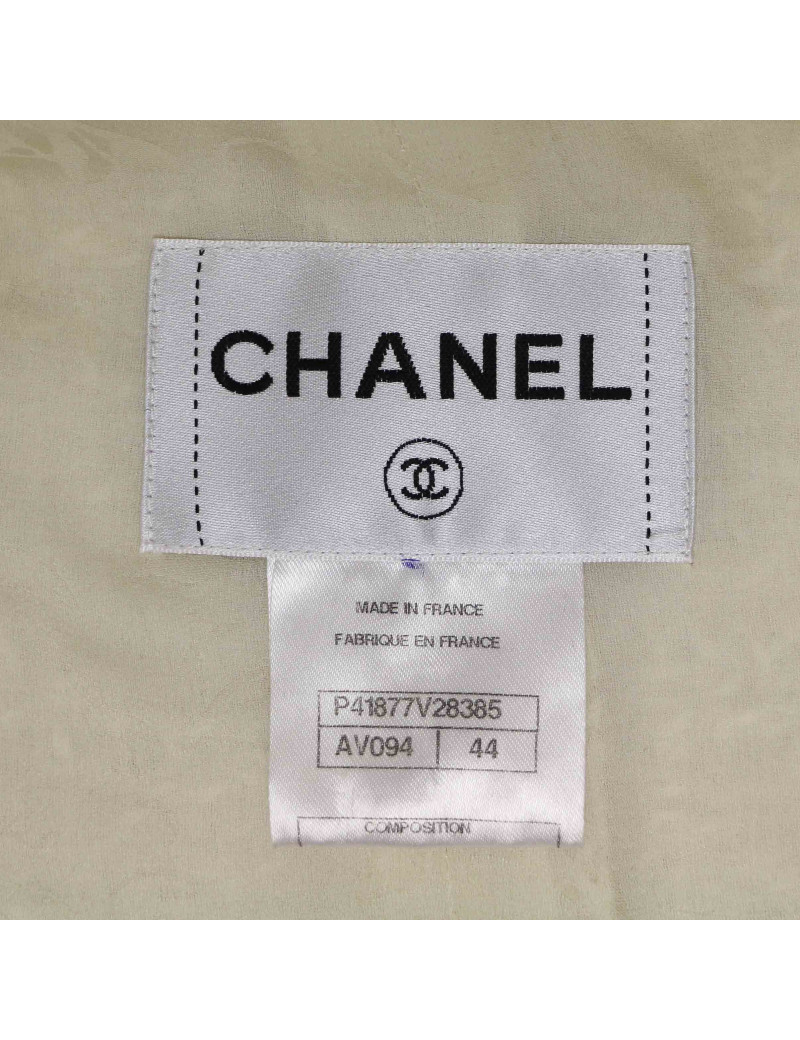 CHANEL
MADE IN FRANCE
FABRIQUE EN FRANCE
P41877V28385
AV094 44
COMPOSITION